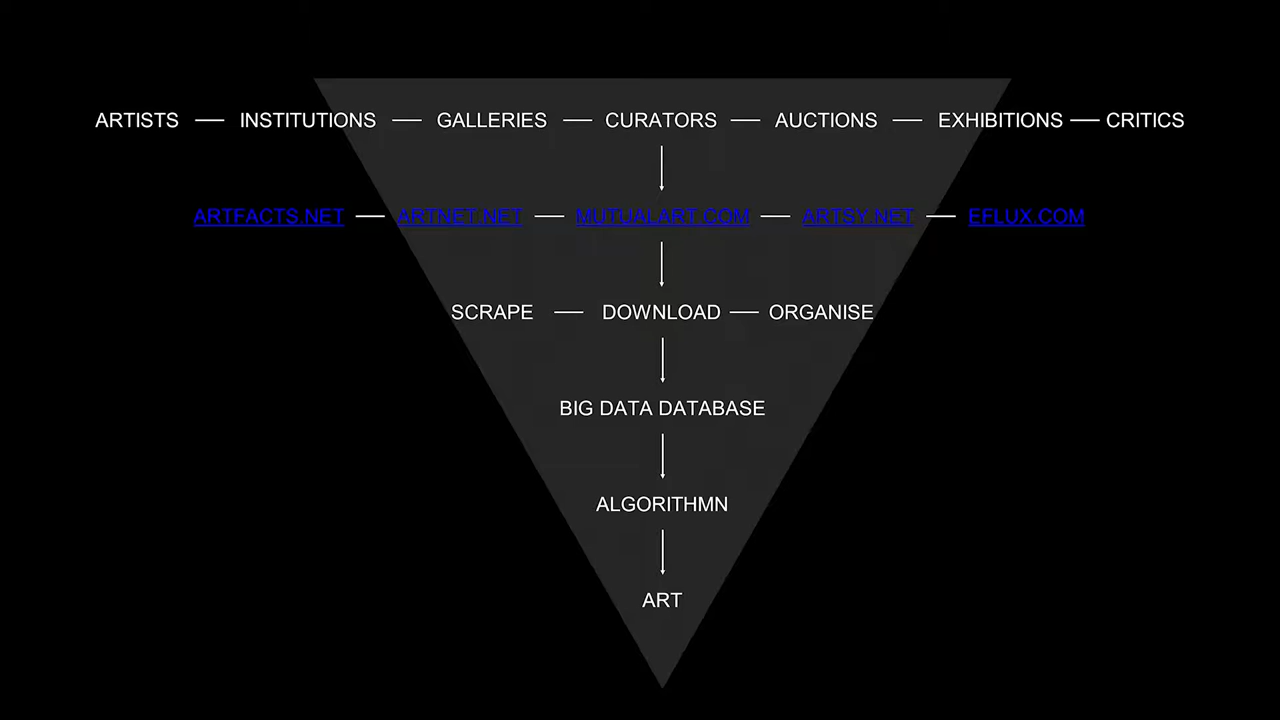 ARTISTS — INSTITUTIONS — GALLERIES — CURATORS — AUCTIONS — EXHIBITIONS — CRITICS
ARTFACTS.NET — ARTNET.NET — MUTUALART.COM — ARTSY.NET — EFLUX.COM
SCRAPE — DOWNLOAD — ORGANISE
BIG DATA DATABASE
ALGORITHMN
ART